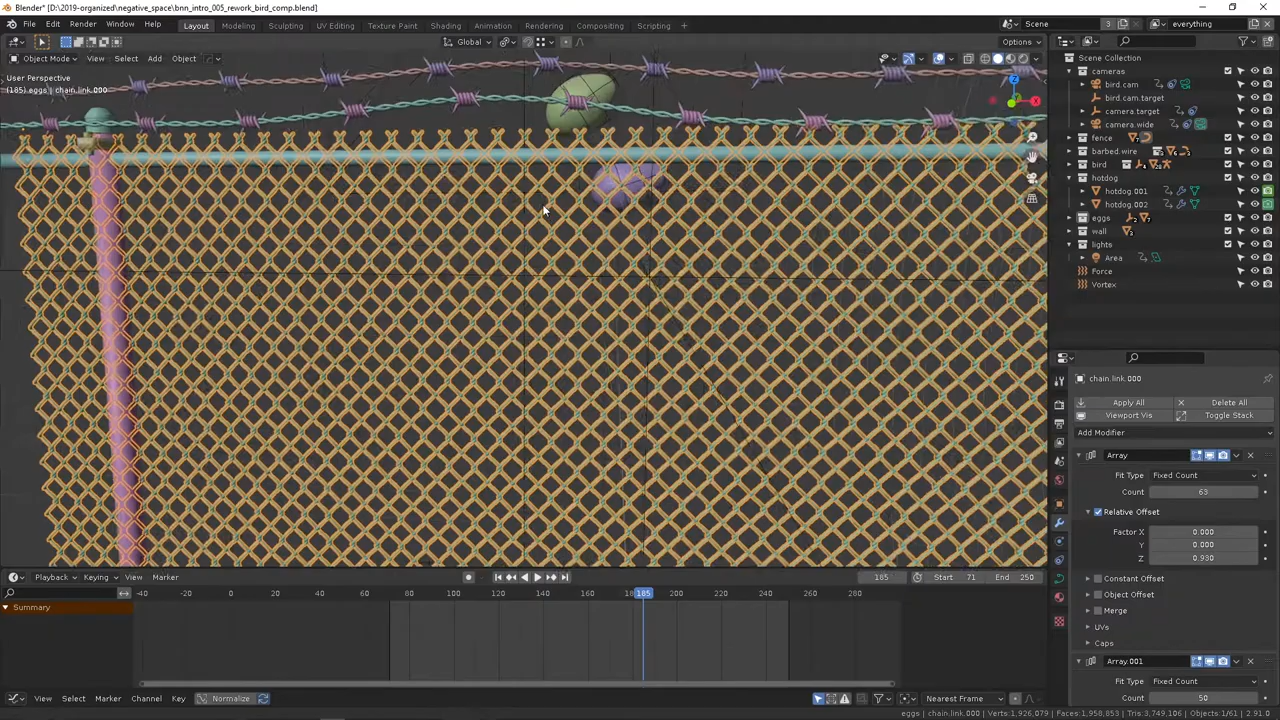 Blender* [D:\2019-organized\negative_space\bnn_intro_005_rework_bird_comp.blend]
File Edit Render Window Help Layout Modeling Sculpting UV Editing Texture Paint Shading Animation Rendering Compositing Scripting + Scene 3 everything
Global Options
Object Mode View Select Add Object
User Perspective
(185) eggs | chain.link.000
Scene Collection
cameras
bird.cam
bird.cam.target
camera.target
camera.wide
fence
barbed.wire
bird
hotdog
hotdog.001
hotdog.002
eggs
wall
lights
Area
Force
Vortex
chain.link.000
Apply All Delete All
Viewport Vis Toggle Stack
Add Modifier
Array
Fit Type Fixed Count
Count 63
Relative Offset
Factor X 0.000
Y 0.000
Z 0.930
Constant Offset
Object Offset
Merge
UVs
Caps
Array.001
Fit Type Fixed Count
Count 50
Playback Keying View Marker 185 Start 71 End 250
-40 -20 0 20 40 60 80 100 120 140 160 180 185 200 220 240 260 280
Summary
View Select Marker Channel Key Normalize Nearest Frame
eggs | chain.link.000 | Verts:1,926,079 | Faces:1,958,853 | Tris:3,749,106 | Objects:1/61 | 2.91.0